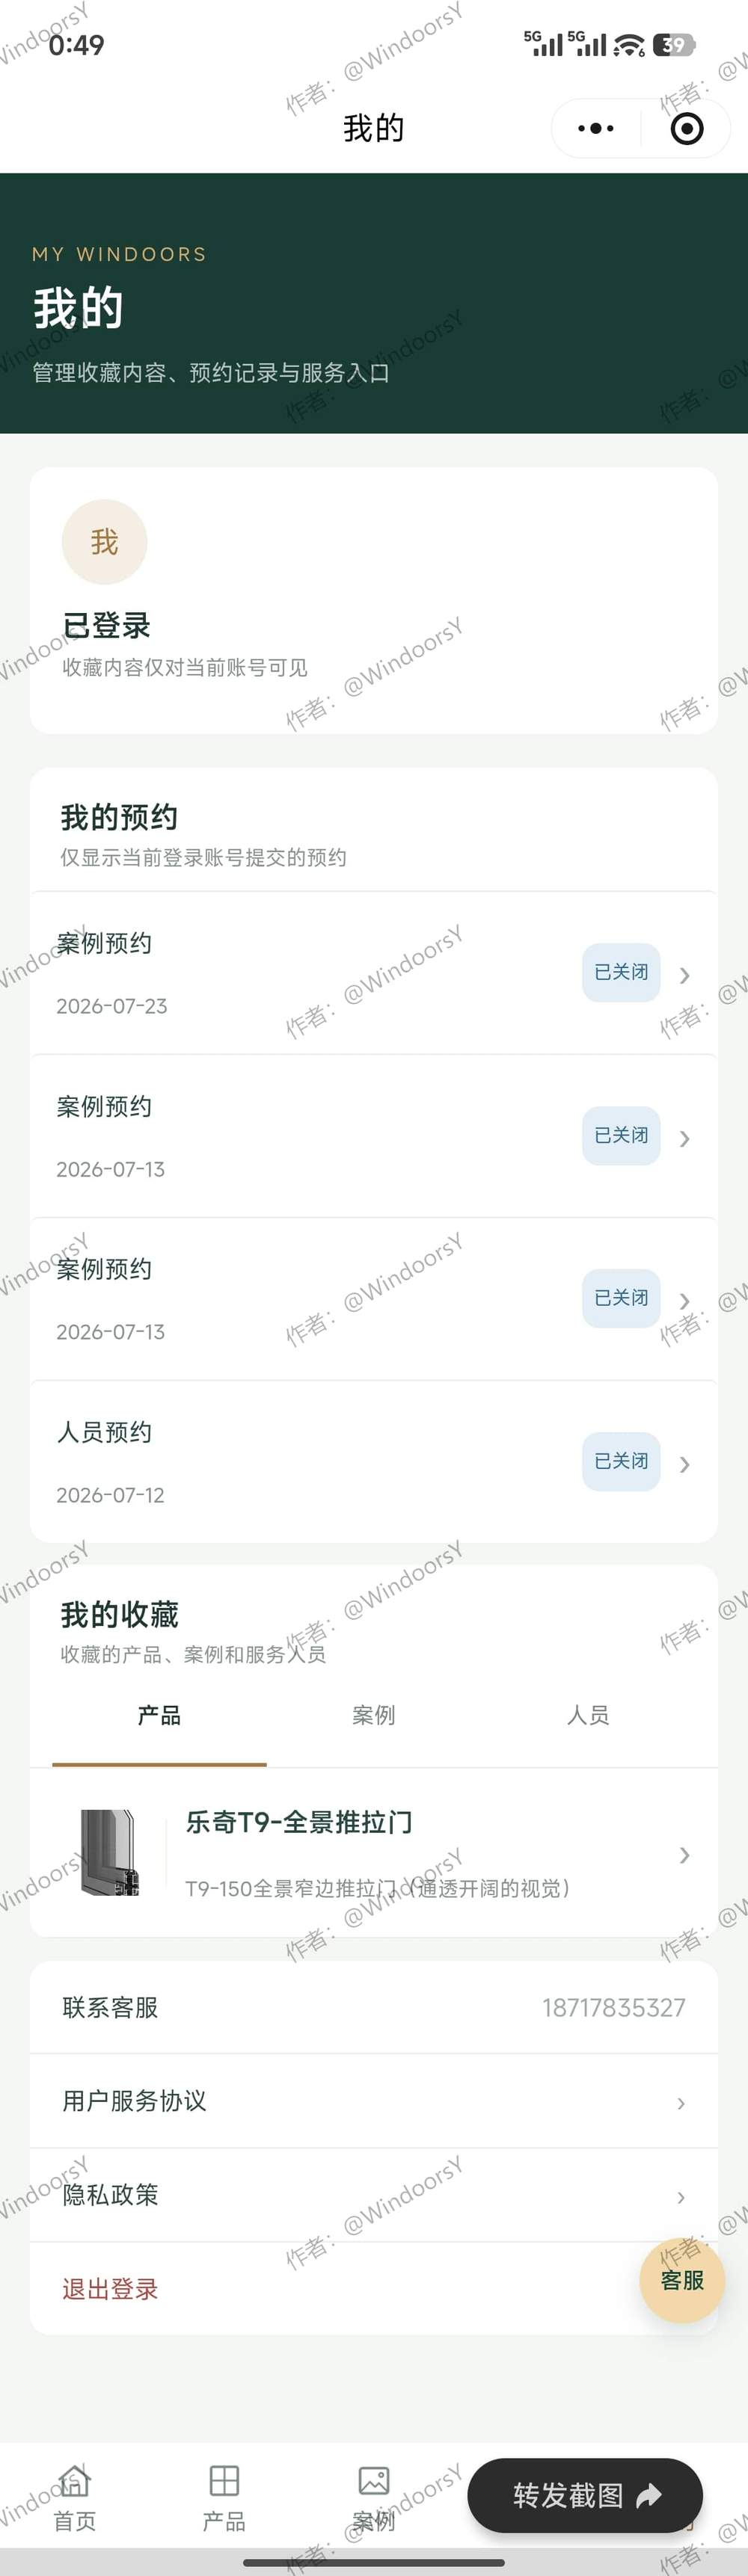 0:49
5G 5G 6 39
我的
MY WINDOORS
我的
管理收藏内容、预约记录与服务入口
我
已登录
收藏内容仅对当前账号可见
我的预约
仅显示当前登录账号提交的预约
案例预约
已关闭
2026-07-23
案例预约
已关闭
2026-07-13
案例预约
已关闭
2026-07-13
人员预约
已关闭
2026-07-12
我的收藏
收藏的产品、案例和服务人员
产品 案例 人员
乐奇T9-全景推拉门
T9-150全景窄边推拉门（通透开阔的视觉）
联系客服 18717835327
用户服务协议
隐私政策
客服
退出登录
转发截图
首页 产品 案例
作者：@WindoorsY